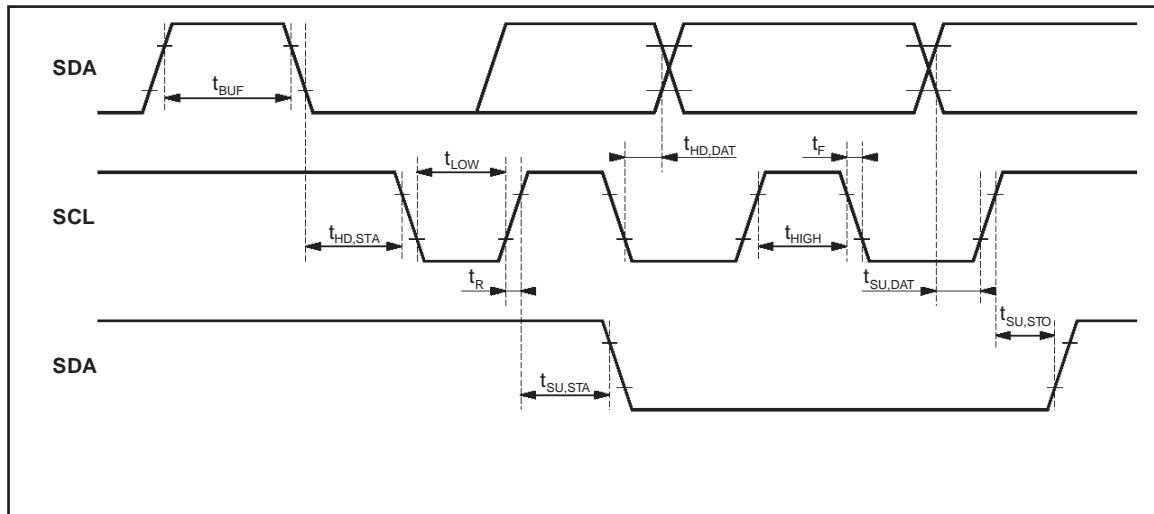 SDA
tBUF
tHD,DAT
tF
tLOW
SCL
tHD,STA
tHIGH
tR
tSU,DAT
tSU,STO
SDA
tSU,STA